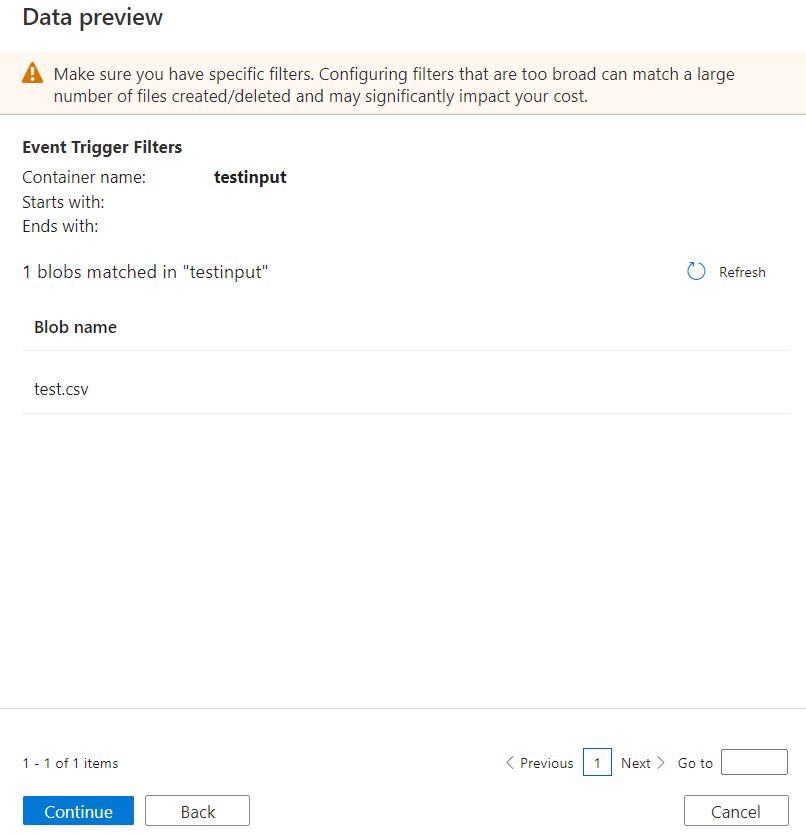 Data preview
Make sure you have specific filters. Configuring filters that are too broad can match a large
number of files created/deleted and may significantly impact your cost.
Event Trigger Filters
Container name: testinput
Starts with:
Ends with:
1 blobs matched in "testinput"
Refresh
Blob name
test.csv
1 - 1 of 1 items
Previous 1 Next Go to
Continue Back Cancel